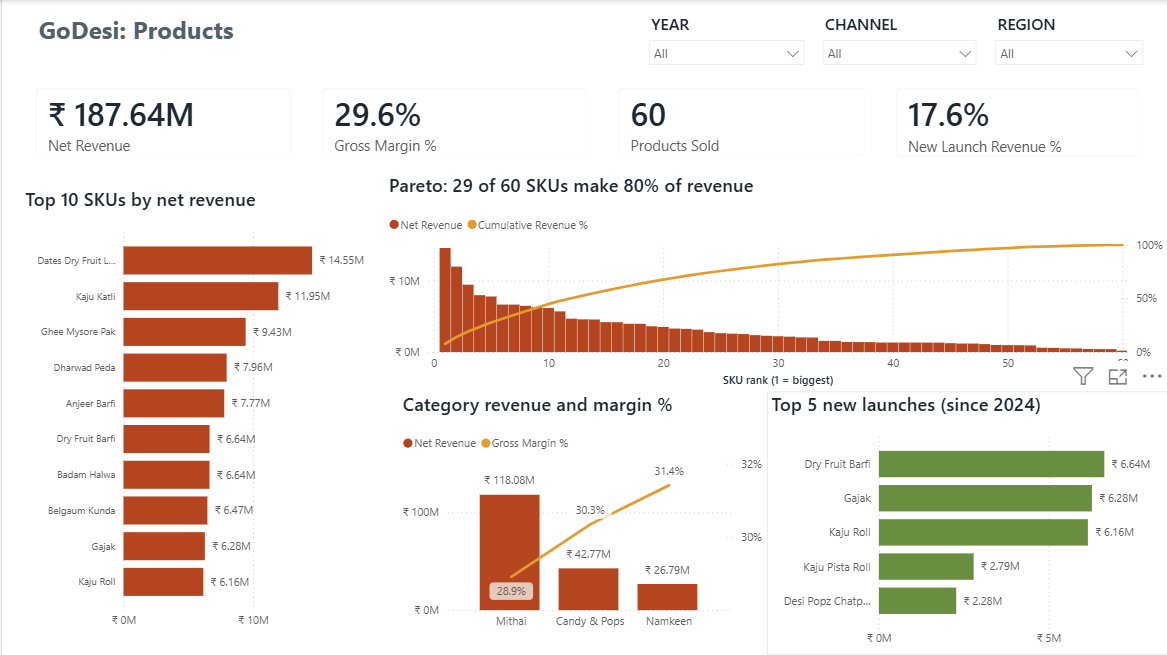 GoDesi: Products
YEAR
All
CHANNEL
All
REGION
All
₹ 187.64M
Net Revenue
29.6%
Gross Margin %
60
Products Sold
17.6%
New Launch Revenue %
Top 10 SKUs by net revenue
Dates Dry Fruit L... ₹ 14.55M
Kaju Katli ₹ 11.95M
Ghee Mysore Pak ₹ 9.43M
Dharwad Peda ₹ 7.96M
Anjeer Barfi ₹ 7.77M
Dry Fruit Barfi ₹ 6.64M
Badam Halwa ₹ 6.64M
Belgaum Kunda ₹ 6.47M
Gajak ₹ 6.28M
Kaju Roll ₹ 6.16M
₹ 0M ₹ 10M
Pareto: 29 of 60 SKUs make 80% of revenue
Net Revenue Cumulative Revenue %
100%
₹ 10M
50%
₹ 0M 0%
0 10 20 30 40 50
SKU rank (1 = biggest)
Category revenue and margin %
Net Revenue Gross Margin %
32%
31.4%
₹ 118.08M
₹ 100M
30.3%
30%
₹ 42.77M
₹ 26.79M
28.9%
₹ 0M
Mithai Candy & Pops Namkeen
Top 5 new launches (since 2024)
Dry Fruit Barfi ₹ 6.64M
Gajak ₹ 6.28M
Kaju Roll ₹ 6.16M
Kaju Pista Roll ₹ 2.79M
Desi Popz Chatp... ₹ 2.28M
₹ 0M ₹ 5M